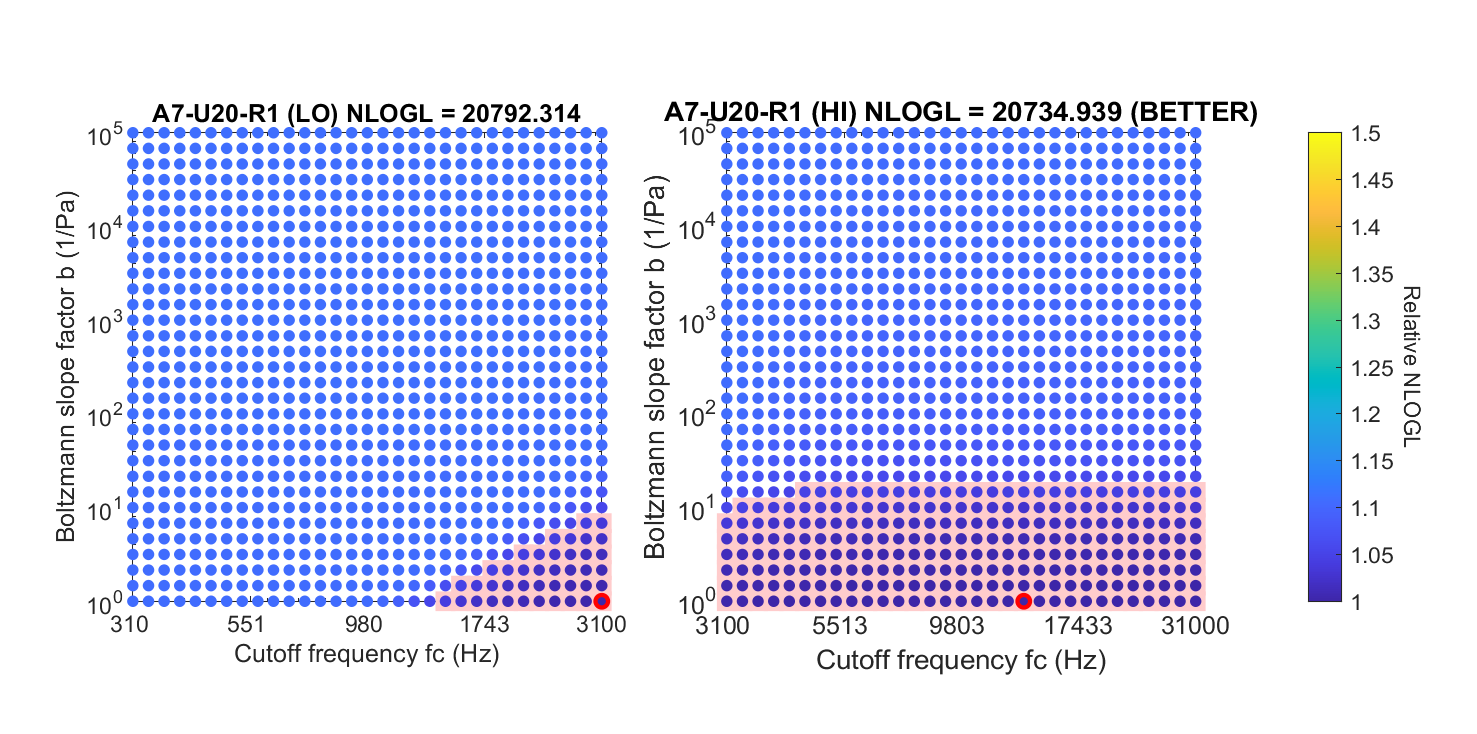 A7-U20-R1 (LO) NLOGL = 20792.314
10^5
10^4
10^3
10^2
10^1
10^0
Boltzmann slope factor b (1/Pa)
310 551 980 1743 3100
Cutoff frequency fc (Hz)
A7-U20-R1 (HI) NLOGL = 20734.939 (BETTER)
10^5
10^4
10^3
10^2
10^1
10^0
Boltzmann slope factor b (1/Pa)
3100 5513 9803 17433 31000
Cutoff frequency fc (Hz)
1.5
1.45
1.4
1.35
1.3
1.25
1.2
1.15
1.1
1.05
1
Relative NLOGL